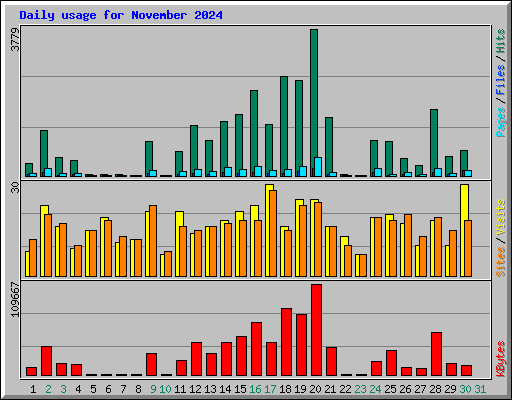 Daily usage for November 2024
3779
Pages / Files / Hits
30
Sites / Visits
109667
KBytes
1 2 3 4 5 6 7 8 9 10 11 12 13 14 15 16 17 18 19 20 21 22 23 24 25 26 27 28 29 30 31